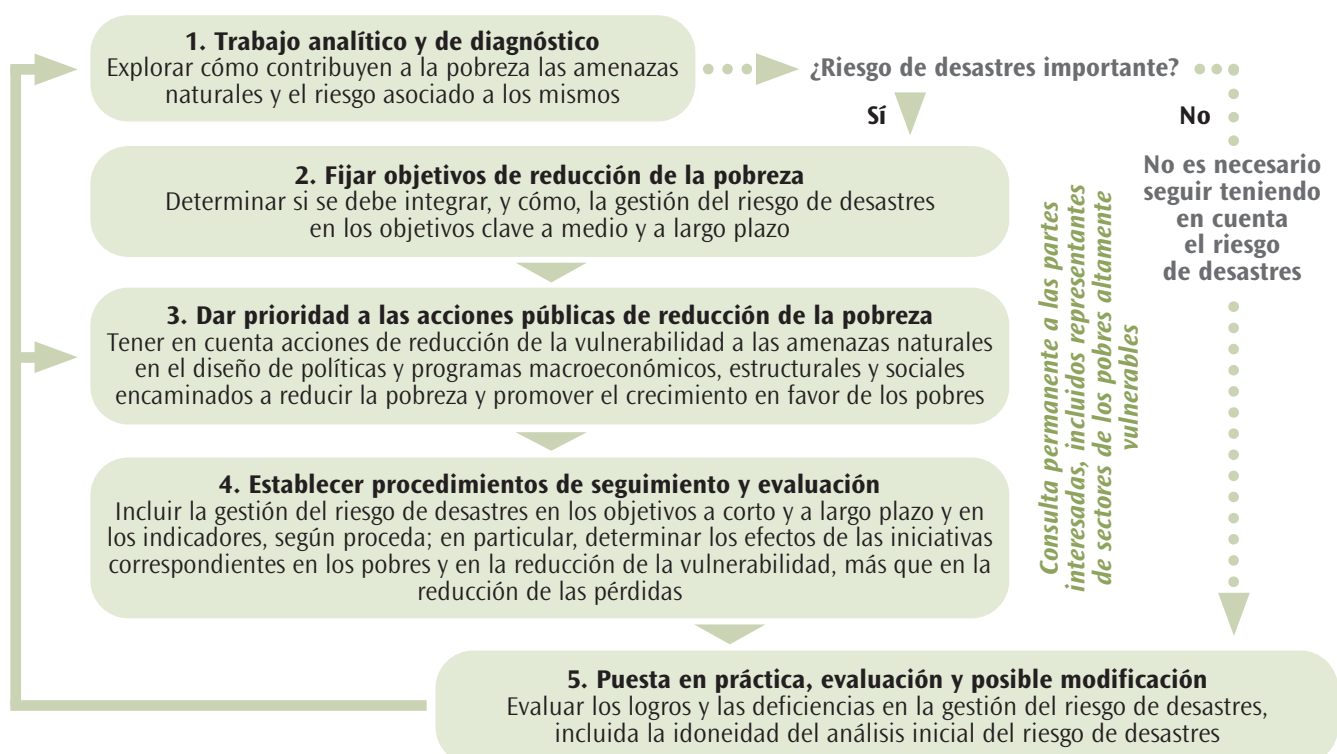 1. Trabajo analítico y de diagnóstico
Explorar cómo contribuyen a la pobreza las amenazas
naturales y el riesgo asociado a los mismos
¿Riesgo de desastres importante?
Sí
No
No es necesario
seguir teniendo
en cuenta
el riesgo
de desastres
2. Fijar objetivos de reducción de la pobreza
Determinar si se debe integrar, y cómo, la gestión del riesgo de desastres
en los objetivos clave a medio y a largo plazo
3. Dar prioridad a las acciones públicas de reducción de la pobreza
Tener en cuenta acciones de reducción de la vulnerabilidad a las amenazas naturales
en el diseño de políticas y programas macroeconómicos, estructurales y sociales
encaminados a reducir la pobreza y promover el crecimiento en favor de los pobres
4. Establecer procedimientos de seguimiento y evaluación
Incluir la gestión del riesgo de desastres en los objetivos a corto y a largo plazo y en
los indicadores, según proceda; en particular, determinar los efectos de las iniciativas
correspondientes en los pobres y en la reducción de la vulnerabilidad, más que en la
reducción de las pérdidas
Consulta permanente a las partes
interesadas, incluidos representantes
de sectores de los pobres altamente
vulnerables
5. Puesta en práctica, evaluación y posible modificación
Evaluar los logros y las deficiencias en la gestión del riesgo de desastres,
incluida la idoneidad del análisis inicial del riesgo de desastres